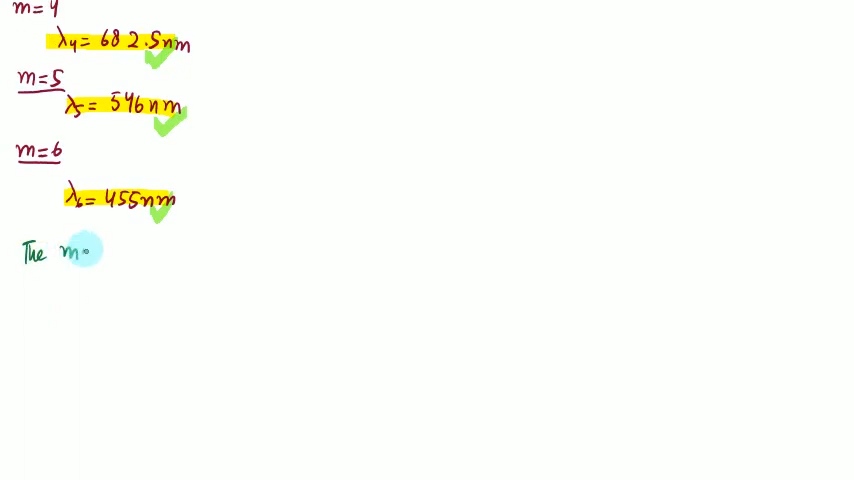 m=4
λ4= 682.5nm
m=5
λ5= 546nm
m=6
λ6= 455nm
The m